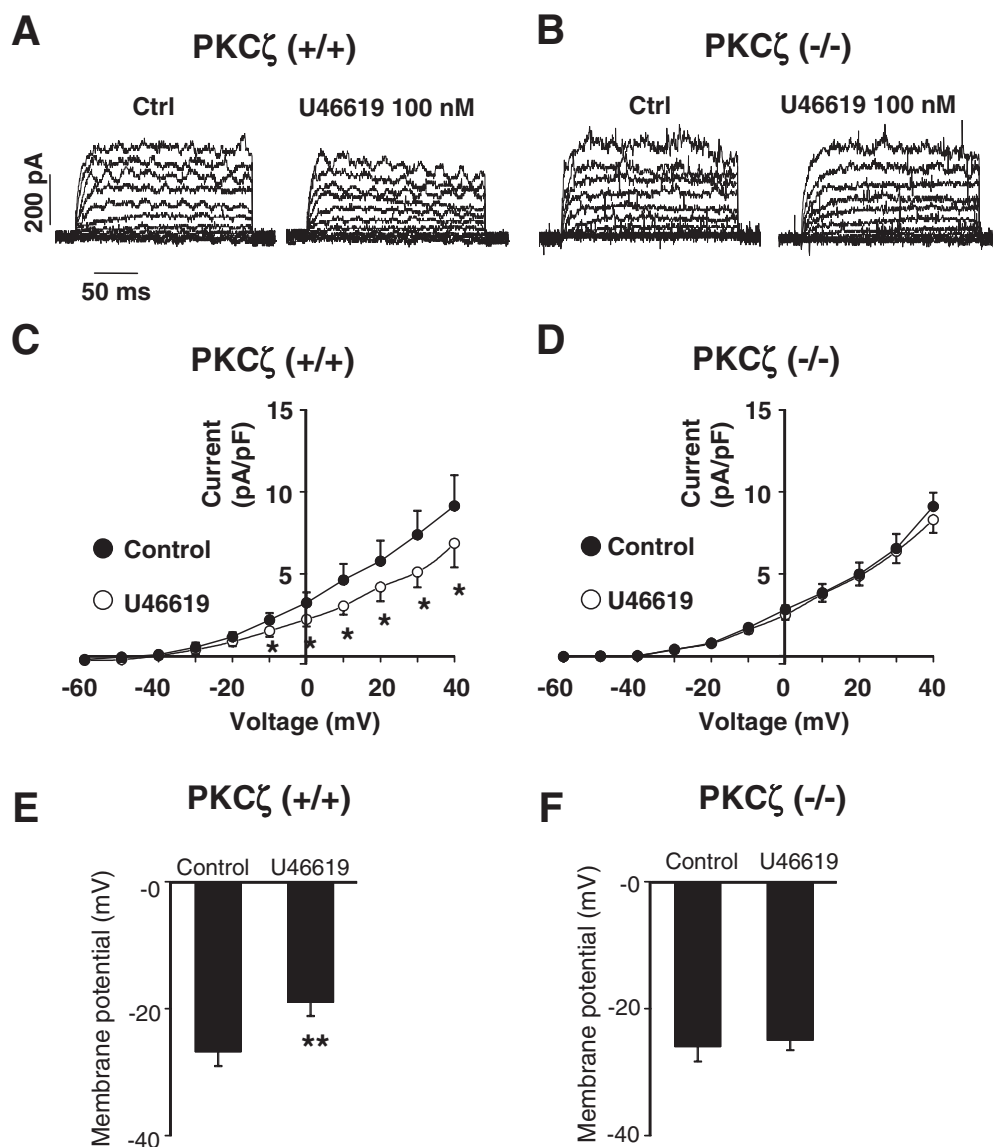 A
PKCζ (+/+)
B
PKCζ (-/-)
Ctrl
U46619 100 nM
Ctrl
U46619 100 nM
200 pA
50 ms
C
PKCζ (+/+)
D
PKCζ (-/-)
Current
(pA/pF)
15
10
5
Control
U46619
*
*
*
*
*
*
-60
-40
-20
0
20
40
Voltage (mV)
Current
(pA/pF)
15
10
5
Control
U46619
-60
-40
-20
0
20
40
Voltage (mV)
E
PKCζ (+/+)
F
PKCζ (-/-)
Control
U46619
Membrane potential (mV)
-0
-20
-40
**
Control
U46619
Membrane potential (mV)
-0
-20
-40